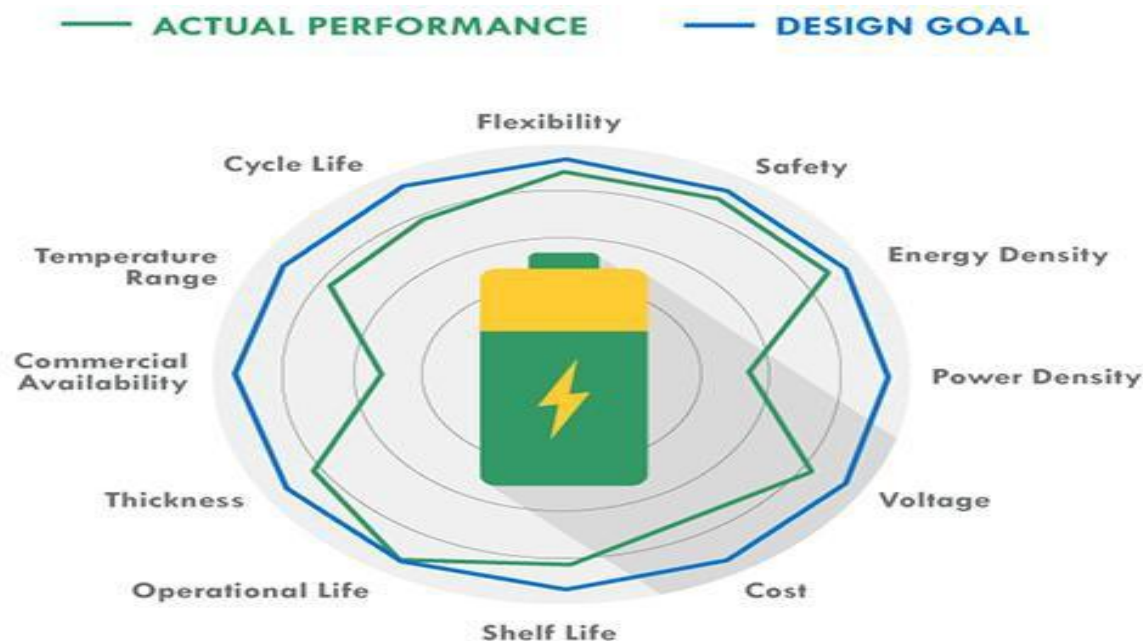 ACTUAL PERFORMANCE
DESIGN GOAL
Flexibility
Cycle Life
Safety
Temperature
Range
Energy Density
Commercial
Availability
Power Density
Thickness
Voltage
Operational Life
Cost
Shelf Life